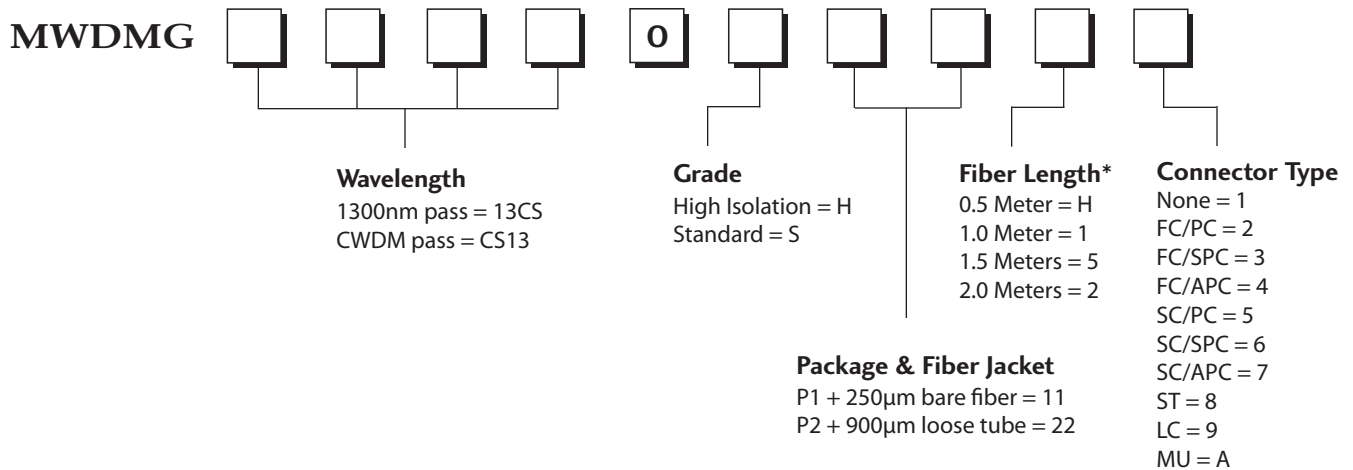 MWDMG 0
Wavelength
1300nm pass = 13CS
CWDM pass = CS13
Grade
High Isolation = H
Standard = S
Package & Fiber Jacket
P1 + 250µm bare fiber = 11
P2 + 900µm loose tube = 22
Fiber Length*
0.5 Meter = H
1.0 Meter = 1
1.5 Meters = 5
2.0 Meters = 2
Connector Type
None = 1
FC/PC = 2
FC/SPC = 3
FC/APC = 4
SC/PC = 5
SC/SPC = 6
SC/APC = 7
ST = 8
LC = 9
MU = A